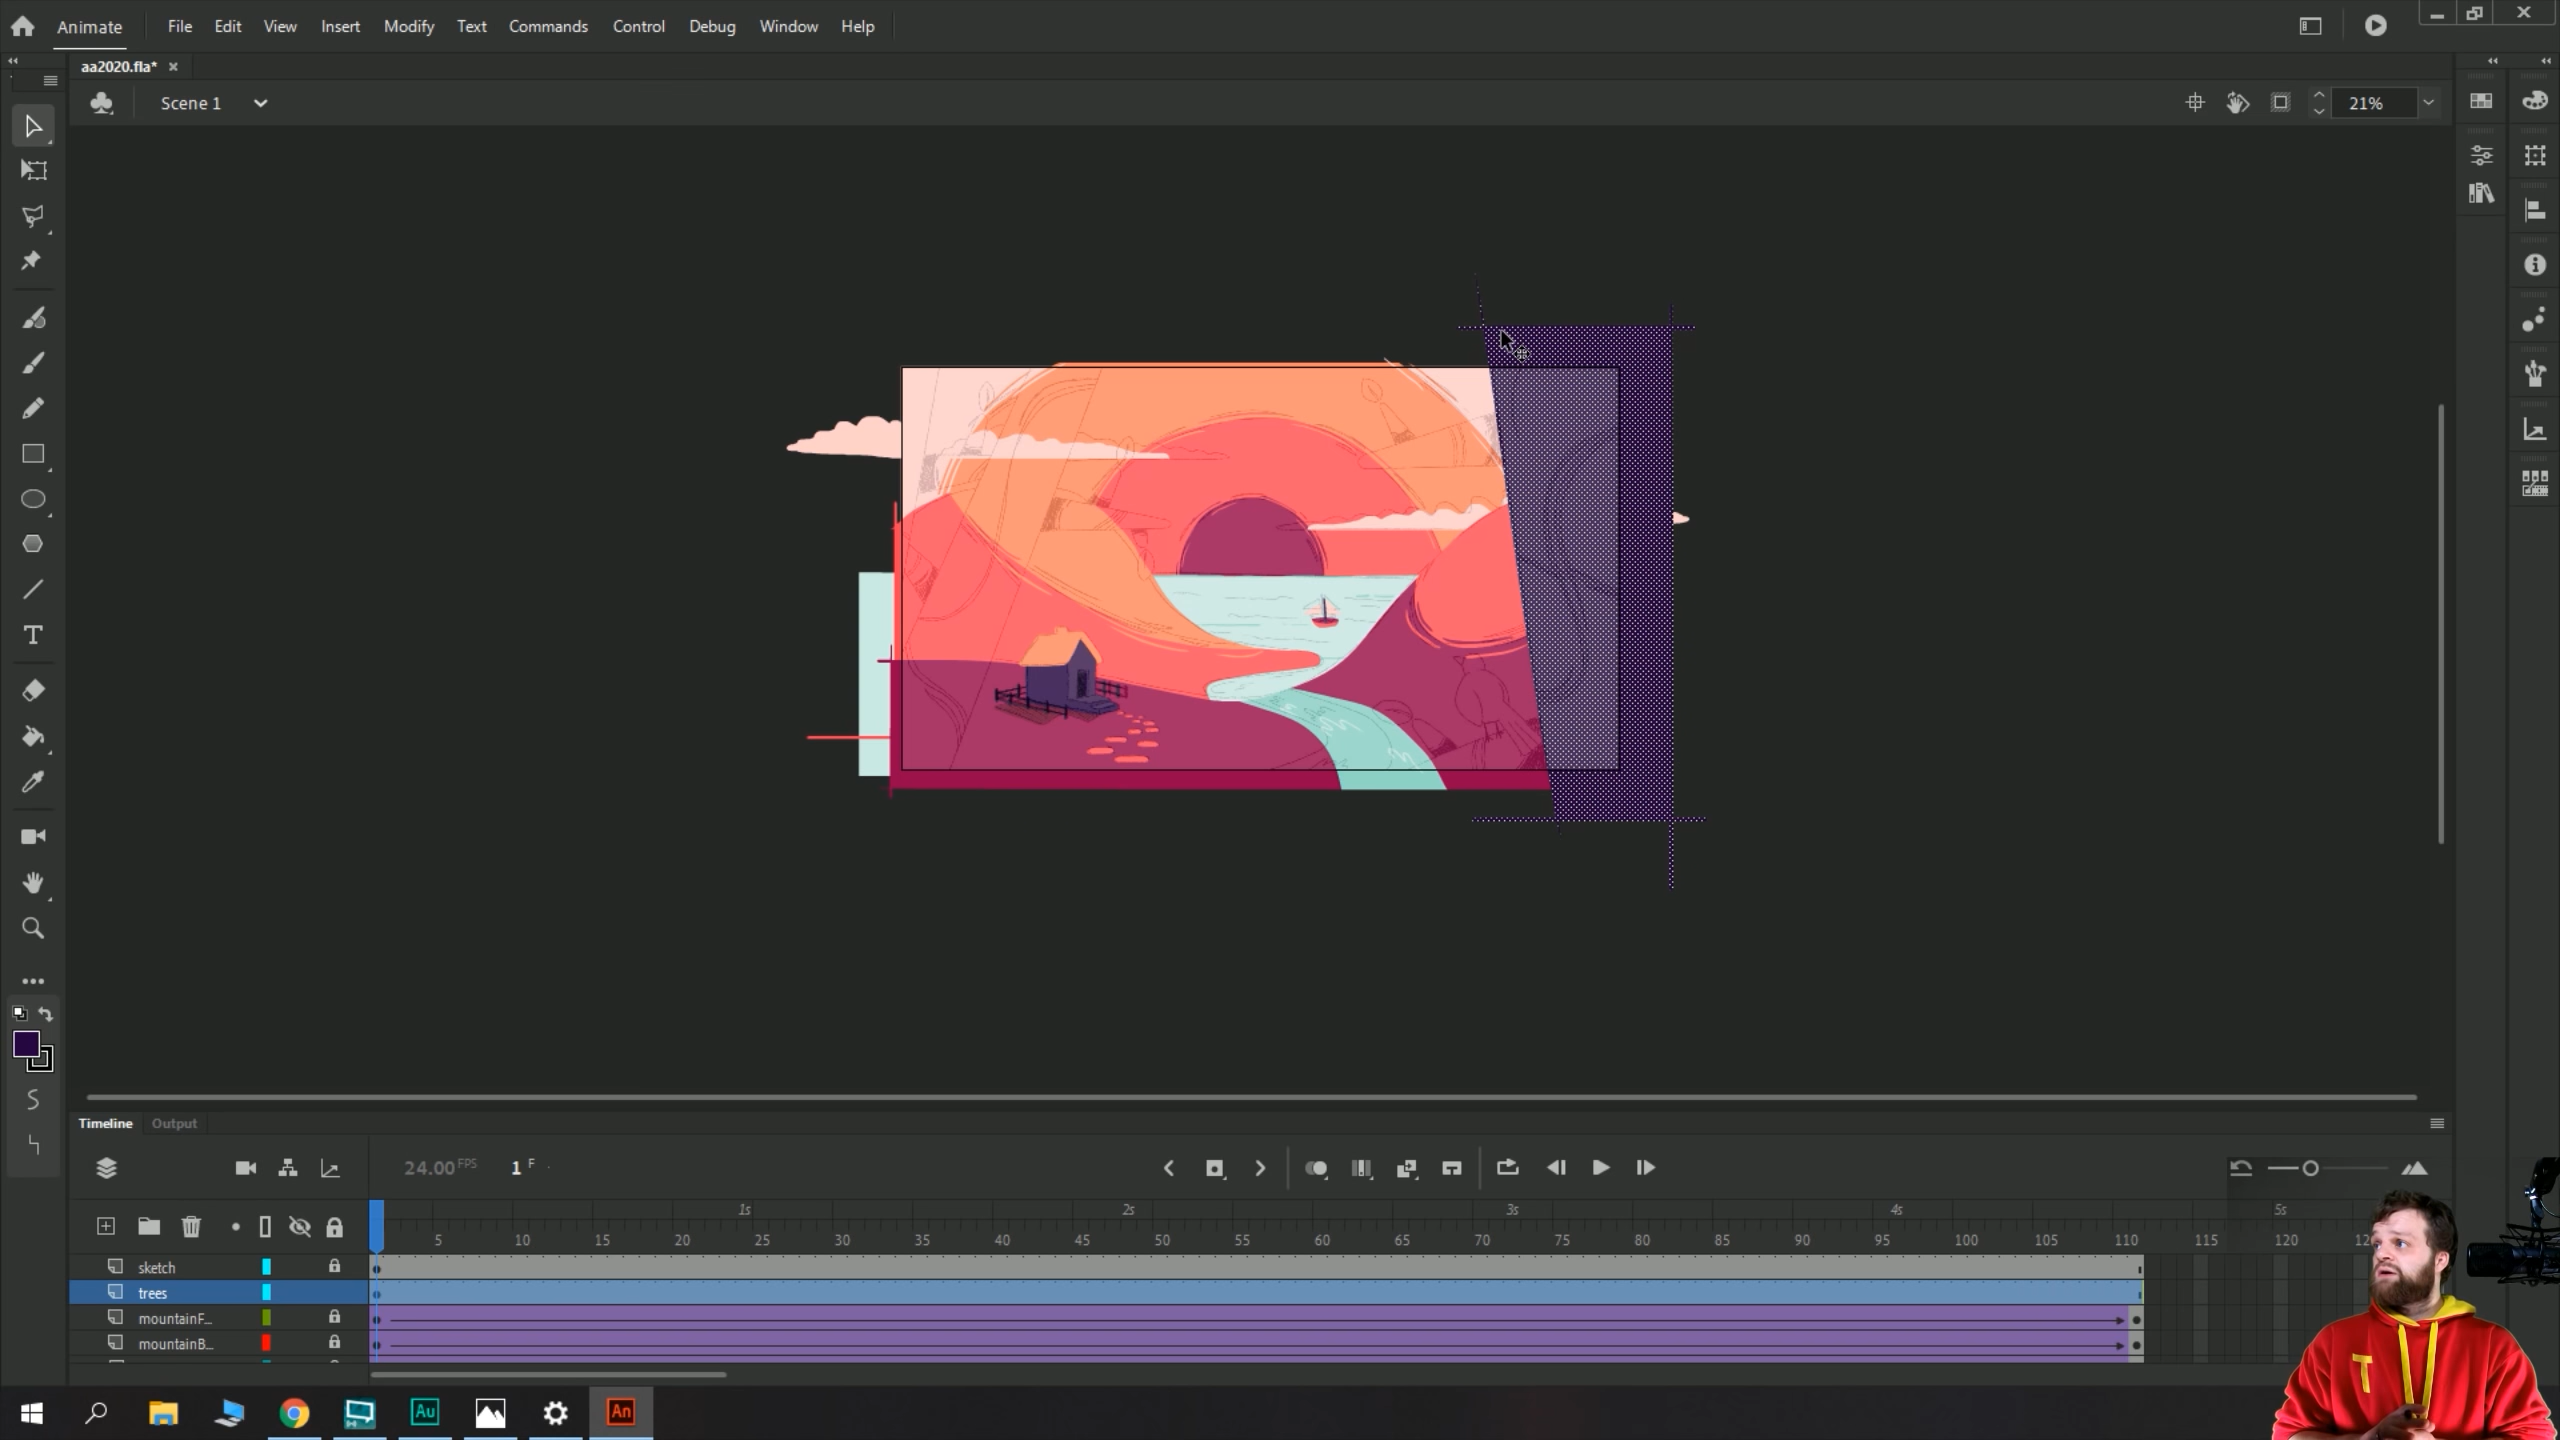 Animate File Edit View Insert Modify Text Commands Control Debug Window Help
aa2020.fla*
Scene 1
21%
T
Timeline Output
24.00 FPS 1 F
1s 2s 3s 4s 5s
5 10 15 20 25 30 35 40 45 50 55 60 65 70 75 80 85 90 95 100 105 110 115 120
sketch
trees
mountainF...
mountainB...
Au An
T